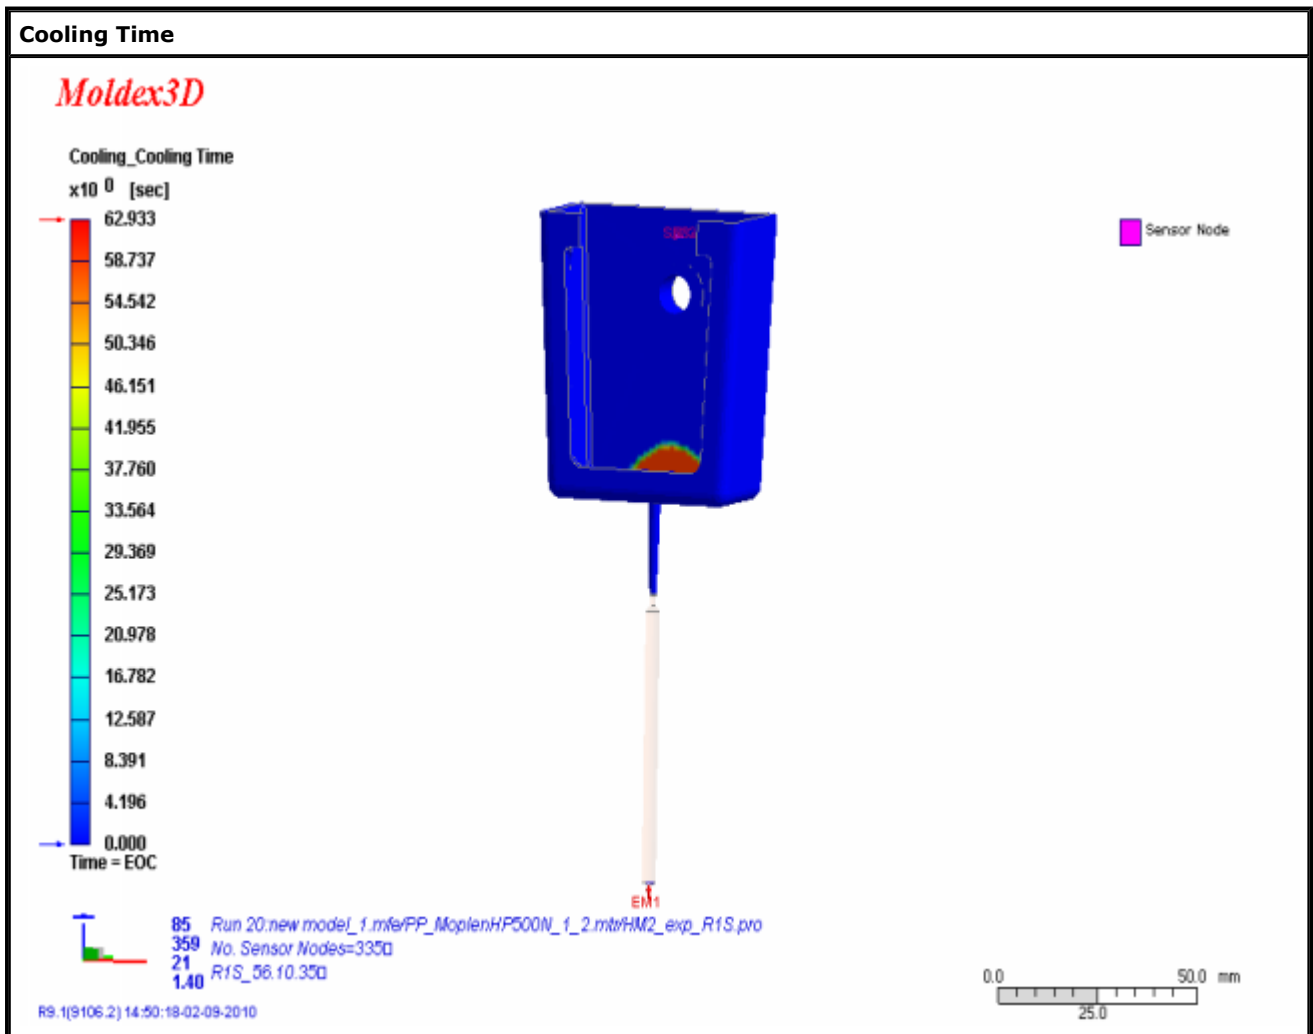 Cooling Time
Moldex3D
Cooling_Cooling Time
x10 0 [sec]
62.933
58.737
54.542
50.346
46.151
41.955
37.760
33.564
29.369
25.173
20.978
16.782
12.587
8.391
4.196
0.000
Time = EOC
Sensor Node
EM1
85 Run 20:new model_1.mfe/PP_MoplenHP500N_1_2.mtr/HM2_exp_R1S.pro
359 No. Sensor Nodes=335□
21 R1S_56.10.35□
1.40
R9.1(9106.2) 14:50:18-02-09-2010
0.0 50.0 mm
25.0